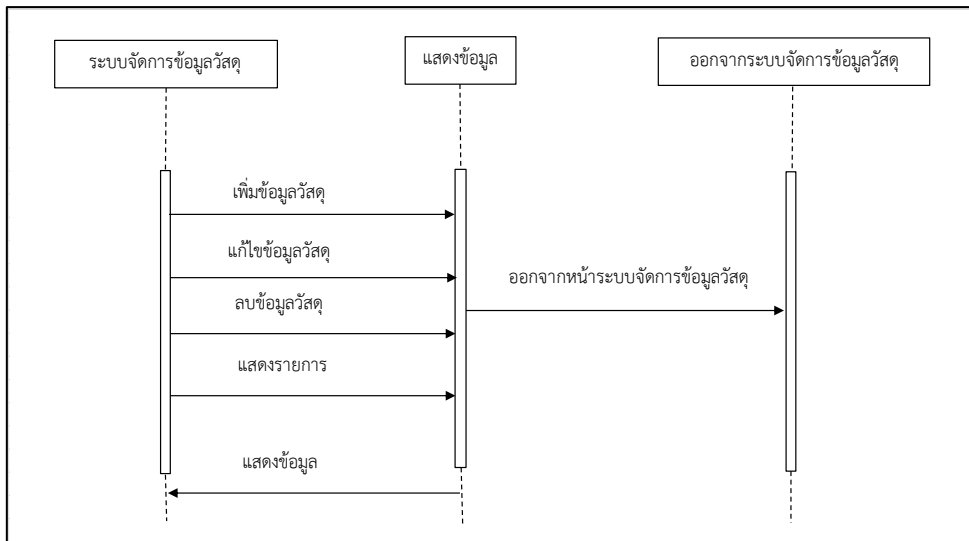 ระบบจัดการข้อมูลวัสดุ
แสดงข้อมูล
ออกจากระบบจัดการข้อมูลวัสดุ
เพิ่มข้อมูลวัสดุ
แก้ไขข้อมูลวัสดุ
ออกจากหน้าระบบจัดการข้อมูลวัสดุ
ลบข้อมูลวัสดุ
แสดงรายการ
แสดงข้อมูล